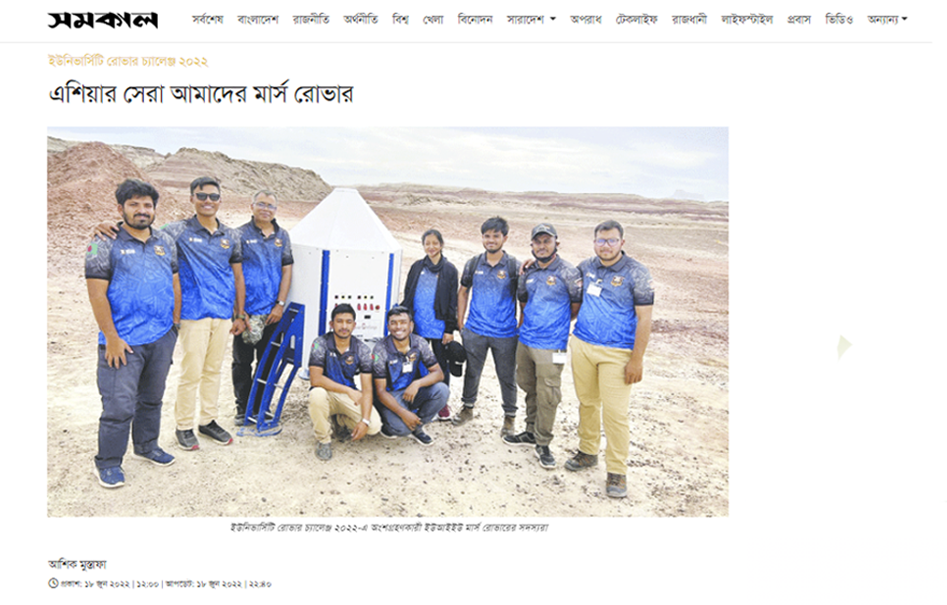 সমকাল
সর্বশেষ বাংলাদেশ রাজনীতি অর্থনীতি বিশ্ব খেলা বিনোদন সারাদেশ অপরাধ টেকলাইফ রাজধানী লাইফস্টাইল প্রবাস ভিডিও অন্যান্য
ইউনিভার্সিটি রোভার চ্যালেঞ্জ ২০২২
এশিয়ার সেরা আমাদের মার্স রোভার
ইউনিভার্সিটি রোভার চ্যালেঞ্জ ২০২২-এ অংশগ্রহণকারী ইউআইইউ মার্স রোভারের সদস্যরা
আশিক মুস্তাফা
প্রকাশ: ১৮ জুন ২০২২ | ১২:০০ | আপডেট: ১৮ জুন ২০২২ | ২২:৪০